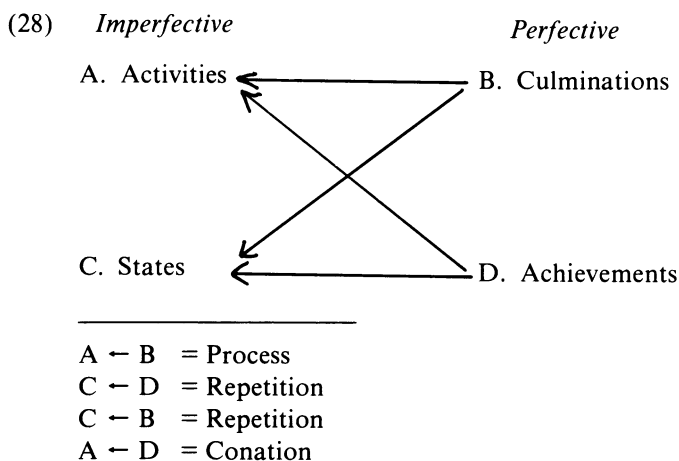 (28) Imperfective Perfective
A. Activities B. Culminations
C. States D. Achievements
A ← B = Process
C ← D = Repetition
C ← B = Repetition
A ← D = Conation